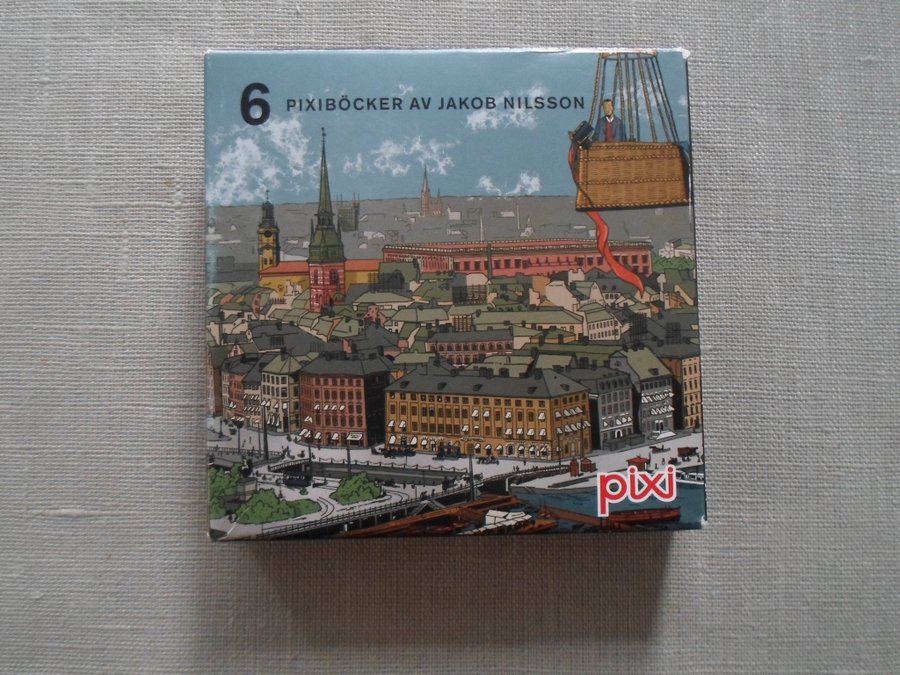 6 PIXIBÖCKER AV JAKOB NILSSON
pixi